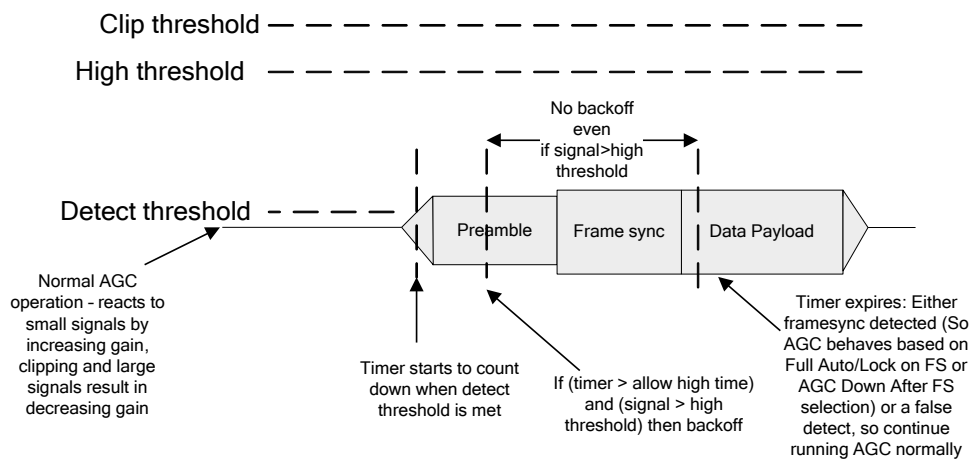 Clip threshold
High threshold
No backoff
even
if signal>high
threshold
Detect threshold
Preamble
Frame sync
Data Payload
Normal AGC
operation - reacts to
small signals by
increasing gain,
clipping and large
signals result in
decreasing gain
Timer starts to count
down when detect
threshold is met
If (timer > allow high time)
and (signal > high
threshold) then backoff
Timer expires: Either
framesync detected (So
AGC behaves based on
Full Auto/Lock on FS or
AGC Down After FS
selection) or a false
detect, so continue
running AGC normally